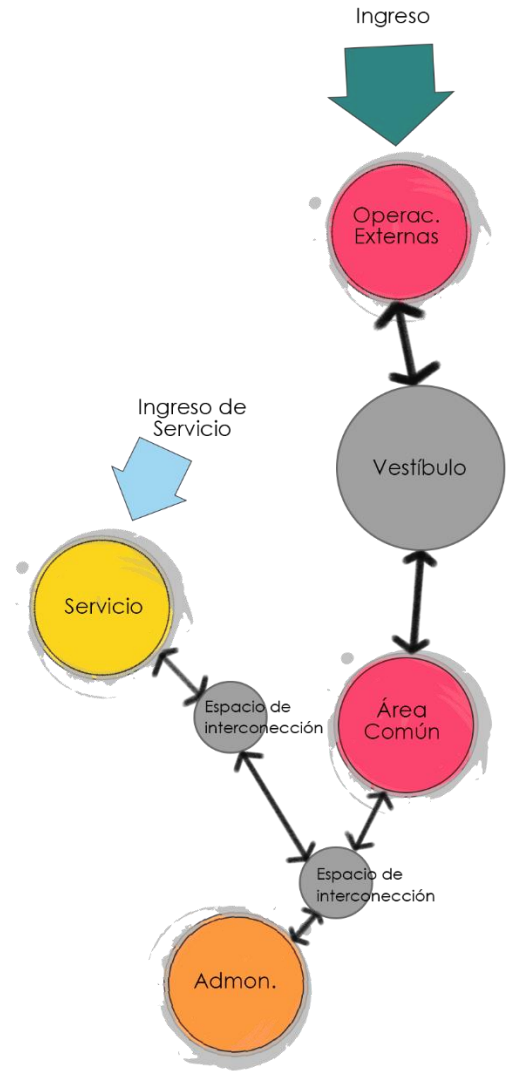 Ingreso
Operac.
Externas
Vestíbulo
Ingreso de
Servicio
Servicio
Espacio de
interconección
Área
Común
Espacio de
interconección
Admon.